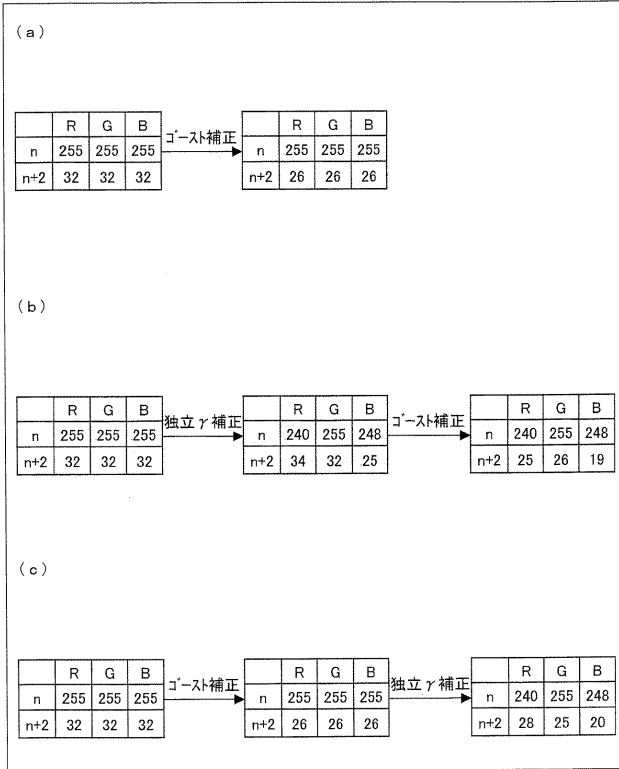 (a)
R G B R G B
n 255 255 255 ゴースト補正 n 255 255 255
n+2 32 32 32 n+2 26 26 26
(b)
R G B R G B R G B
n 255 255 255 独立γ補正 n 240 255 248 ゴースト補正 n 240 255 248
n+2 32 32 32 n+2 34 32 25 n+2 25 26 19
(c)
R G B R G B R G B
n 255 255 255 ゴースト補正 n 255 255 255 独立γ補正 n 240 255 248
n+2 32 32 32 n+2 26 26 26 n+2 28 25 20